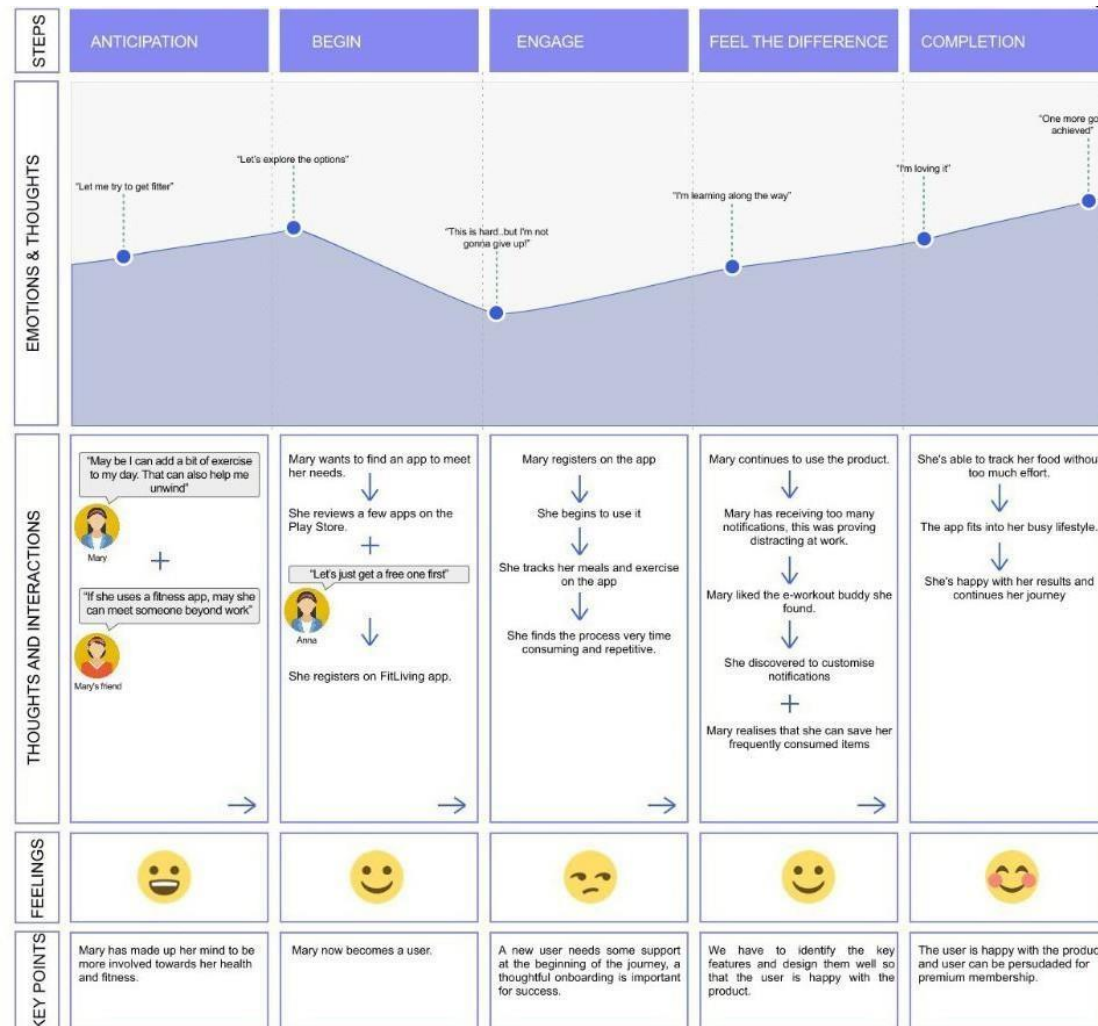 STEPS
ANTICIPATION
BEGIN
ENGAGE
FEEL THE DIFFERENCE
COMPLETION
EMOTIONS & THOUGHTS
"Let me try to get fitter"
"Let's explore the options"
"This is hard..but I'm not
gonna give up!"
"I'm learning along the way"
"I'm loving it"
"One more go
achieved"
THOUGHTS AND INTERACTIONS
"May be I can add a bit of exercise
to my day. That can also help me
unwind"
Mary
+
"If she uses a fitness app, may she
can meet someone beyond work"
Mary's friend
Mary wants to find an app to meet
her needs.
She reviews a few apps on the
Play Store.
+
"Let's just get a free one first"
Anna
She registers on FitLiving app.
Mary registers on the app
She begins to use it
She tracks her meals and exercise
on the app
She finds the process very time
consuming and repetitive.
Mary continues to use the product.
Mary has receiving too many
notifications, this was proving
distracting at work.
Mary liked the e-workout buddy she
found.
She discovered to customise
notifications
+
Mary realises that she can save her
frequently consumed items
She's able to track her food without
too much effort.
The app fits into her busy lifestyle.
She's happy with her results and
continues her journey
FEELINGS
KEY POINTS
Mary has made up her mind to be
more involved towards her health
and fitness.
Mary now becomes a user.
A new user needs some support
at the beginning of the journey, a
thoughtful onboarding is important
for success.
We have to identify the key
features and design them well so
that the user is happy with the
product.
The user is happy with the produc
and user can be persudaded for
premium membership.